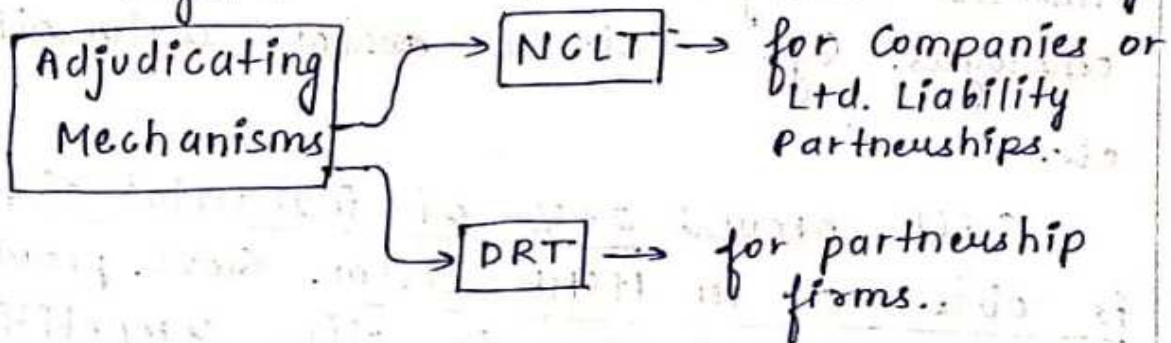 Adjudicating
Mechanisms
NCLT → for Companies or
Ltd. Liability
Partnerships.
DRT → for partnership
firms..